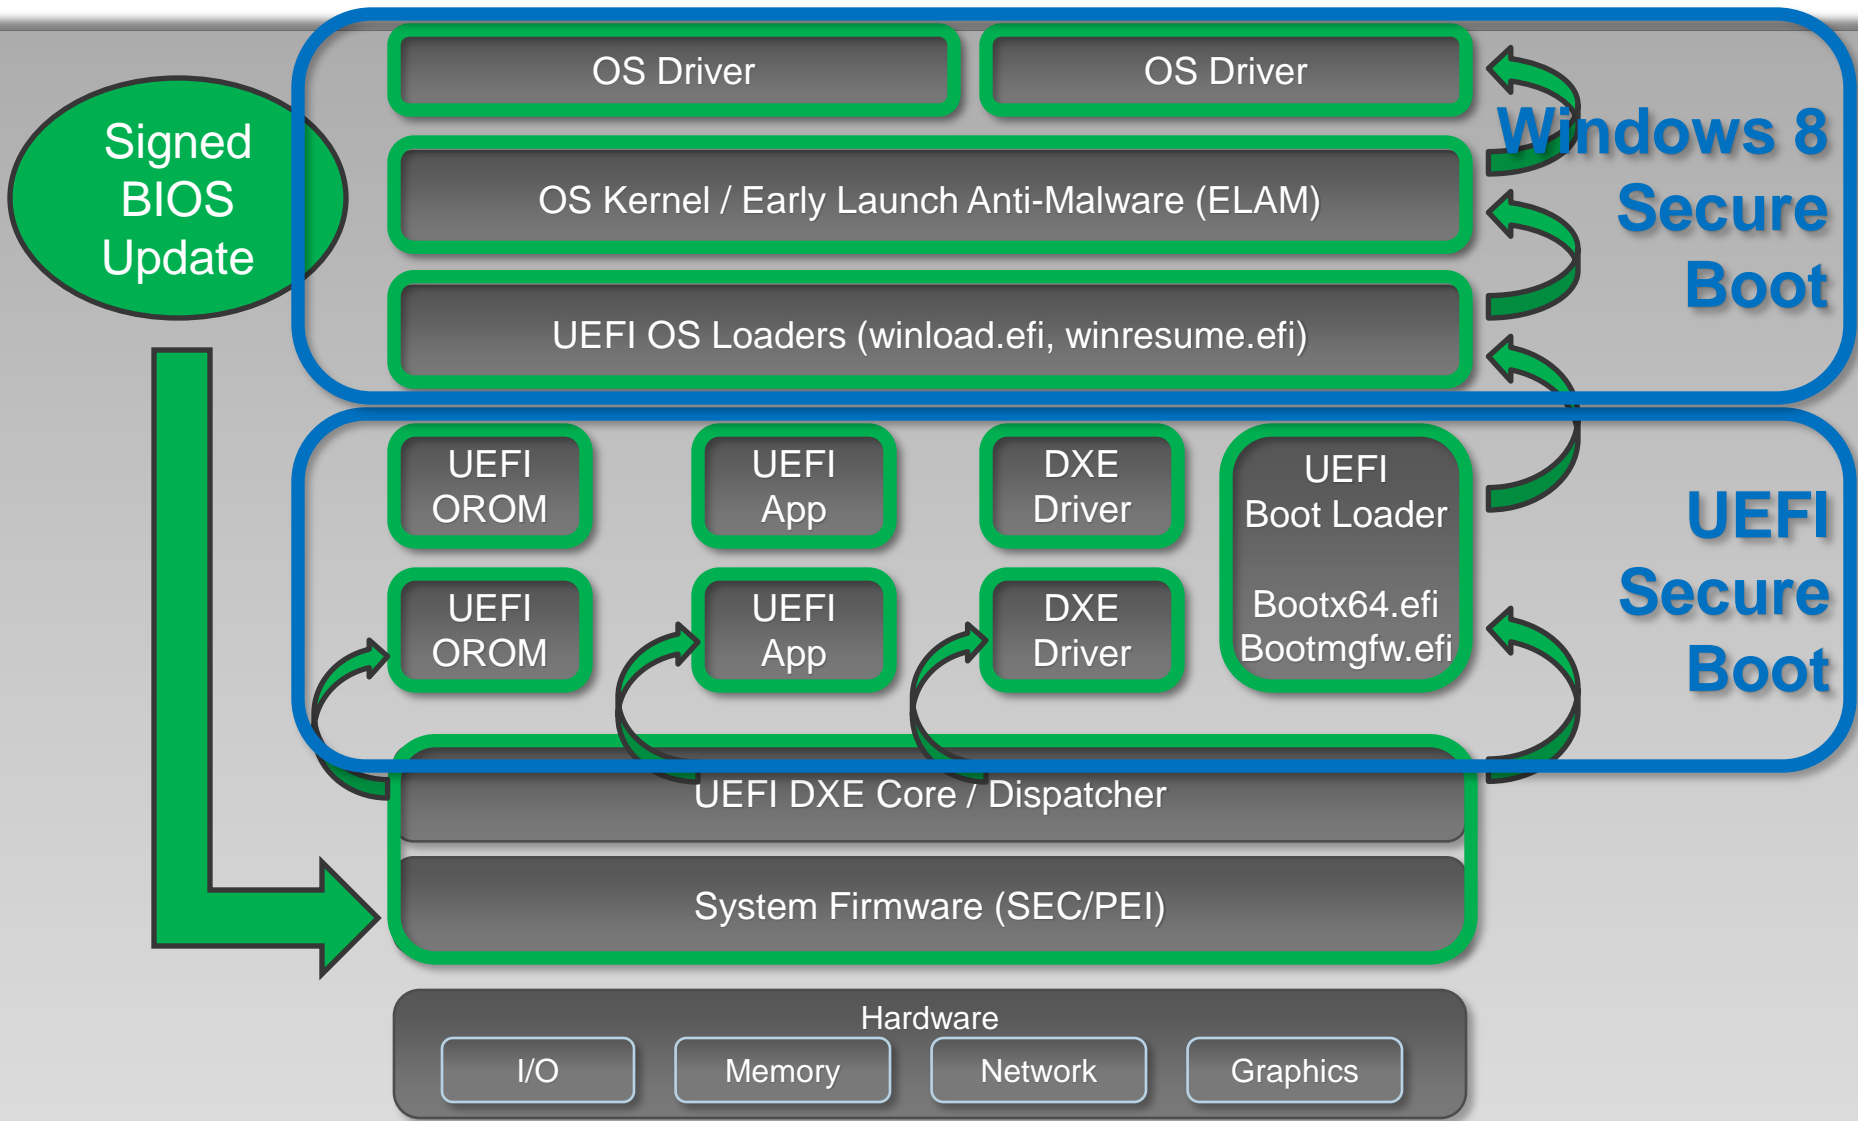 OS Driver
OS Driver
Signed
BIOS
Update
OS Kernel / Early Launch Anti-Malware (ELAM)
UEFI OS Loaders (winload.efi, winresume.efi)
Windows 8
Secure
Boot
UEFI
OROM
UEFI
App
DXE
Driver
UEFI
Boot Loader
Bootx64.efi
Bootmgfw.efi
UEFI
OROM
UEFI
App
DXE
Driver
UEFI
Secure
Boot
UEFI DXE Core / Dispatcher
System Firmware (SEC/PEI)
Hardware
I/O
Memory
Network
Graphics